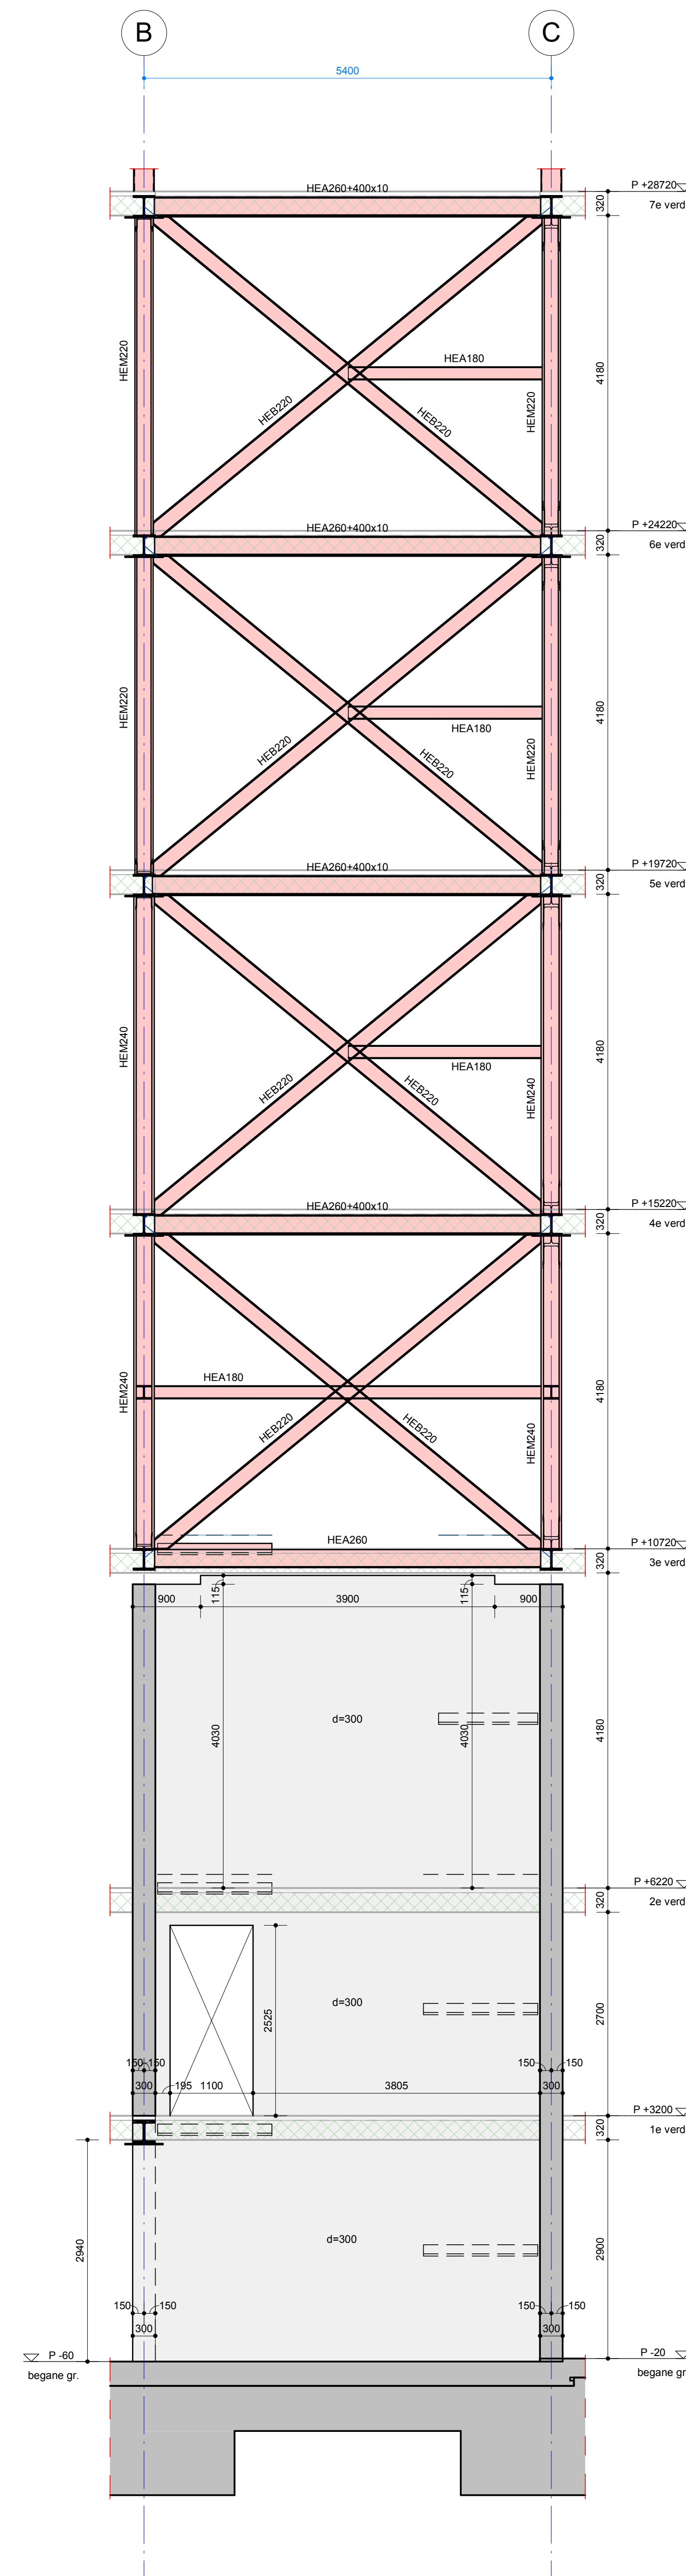 B
C
5400
HEA260+400x10
P +28720
320
7e verd
HEM220
HEA180
4180
HEM220
HEB220
HEB220
HEA260+400x10
P +24220
320
6e verd
HEM220
4180
HEA180
HEM220
HEB220
HEB220
HEA260+400x10
P +19720
320
5e verd
HEM240
4180
HEA180
HEM240
HEB220
HEB220
HEA260+400x10
P +15220
320
4e verd
HEM240
HEA180
4180
HEM240
HEB220
HEB220
HEA260
P +10720
320
3e verd
900
115
3900
115
900
d=300
4030
4030
4180
P +6220
320
2e verd
d=300
2525
2700
150
150
150
150
300
195
1100
3805
300
P +3200
320
1e verd
d=300
2940
2900
150
150
150
150
300
300
P -60
begane gr.
P -20
begane gr